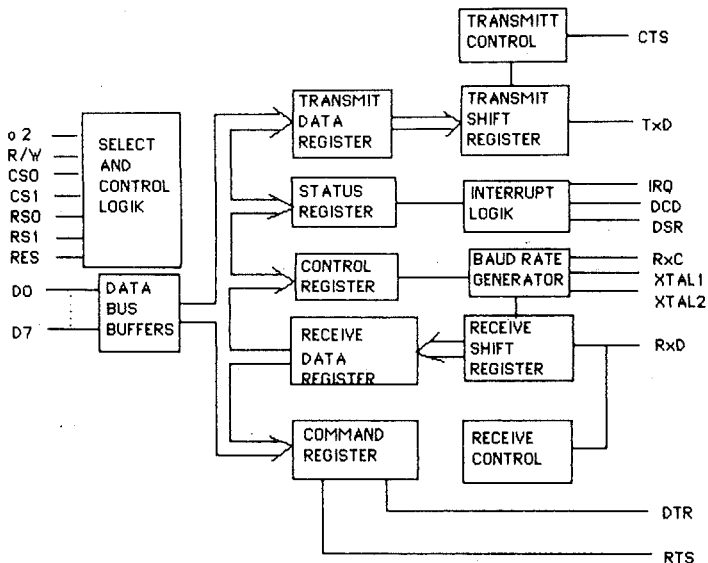 TRANSMITT
CONTROL
CTS
TRANSMIT
DATA
REGISTER
TRANSMIT
SHIFT
REGISTER
TxD
ø2
R/W
CS0
CS1
RS0
RS1
RES
SELECT
AND
CONTROL
LOGIK
STATUS
REGISTER
INTERRUPT
LOGIK
IRQ
DCD
DSR
CONTROL
REGISTER
BAUD RATE
GENERATOR
RxC
XTAL1
XTAL2
D0
D7
DATA
BUS
BUFFERS
RECEIVE
DATA
REGISTER
RECEIVE
SHIFT
REGISTER
RxD
COMMAND
REGISTER
RECEIVE
CONTROL
DTR
RTS